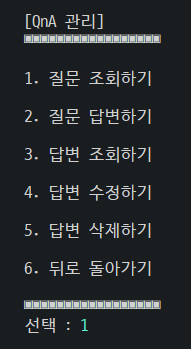 [QnA 관리]
1. 질문 조회하기
2. 질문 답변하기
3. 답변 조회하기
4. 답변 수정하기
5. 답변 삭제하기
6. 뒤로 돌아가기
선택 : 1